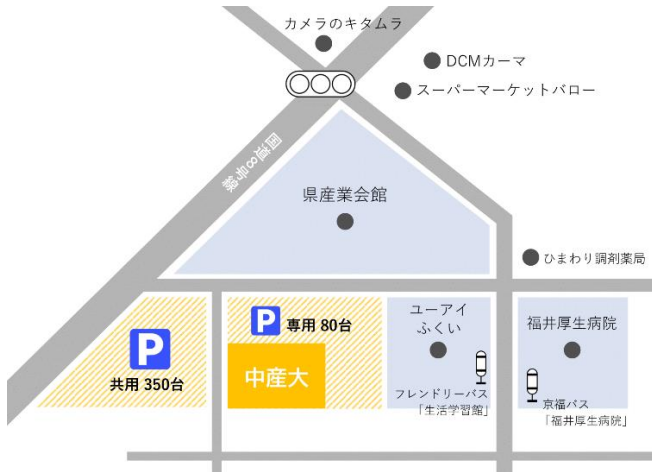 カメラのキタムラ
DCMカーマ
スーパーマーケットバロー
国道8号線
県産業会館
ひまわり調剤薬局
P
共用 350台
P 専用 80台
中産大
ユーアイ
ふくい
フレンドリーバス
「生活学習館」
福井厚生病院
京福バス
「福井厚生病院」